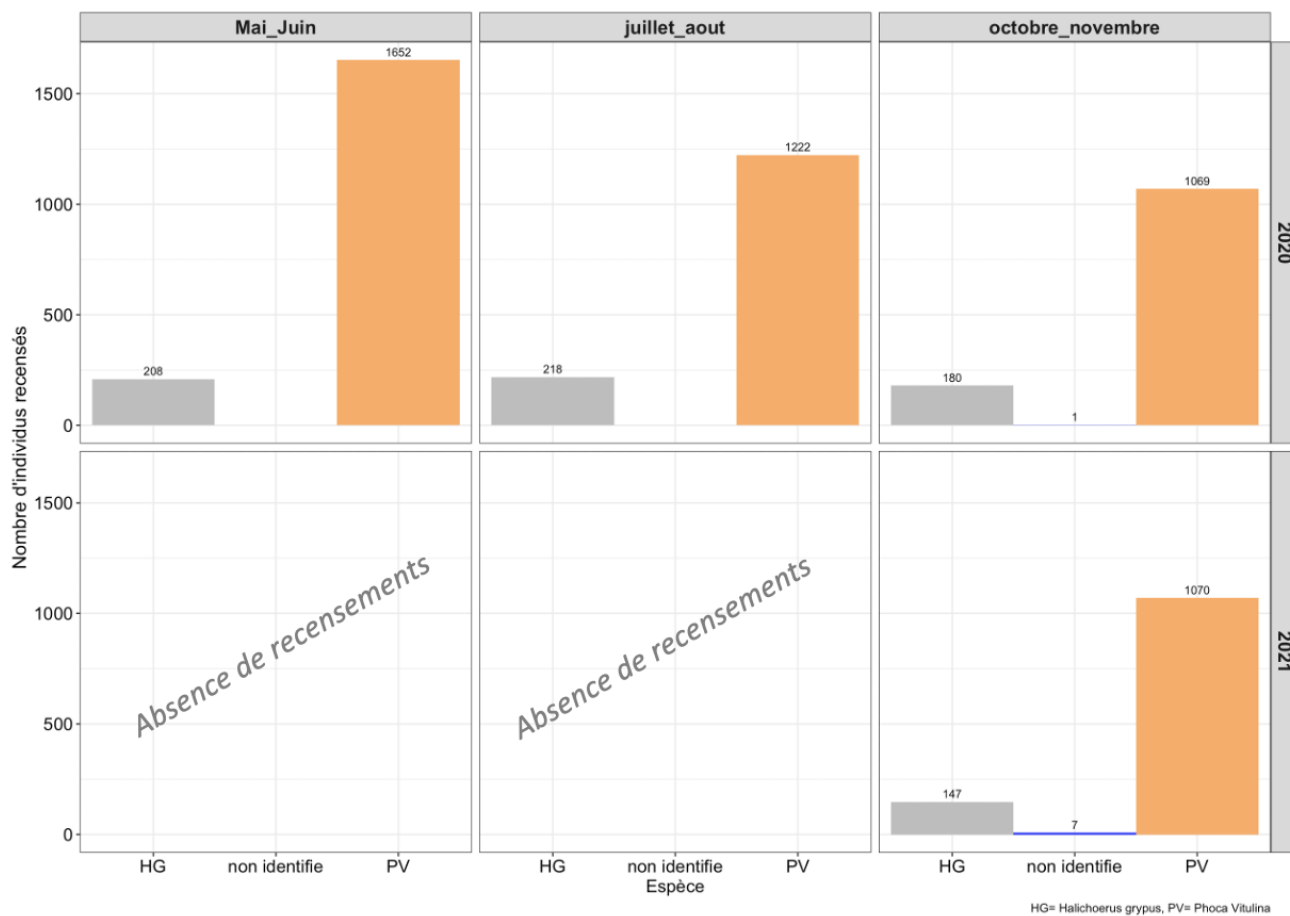 Mai_Juin
juillet_aout
octobre_novembre
1652
1222
1069
1500
1000
500
0
208
218
180
1
2020
Nombre d'individus recensés
1500
1000
500
0
Absence de recensements
Absence de recensements
1070
147
7
2021
HG
non identifie
PV
HG
non identifie
PV
HG
non identifie
PV
Espèce
HG= Halichoerus grypus, PV= Phoca Vitulina